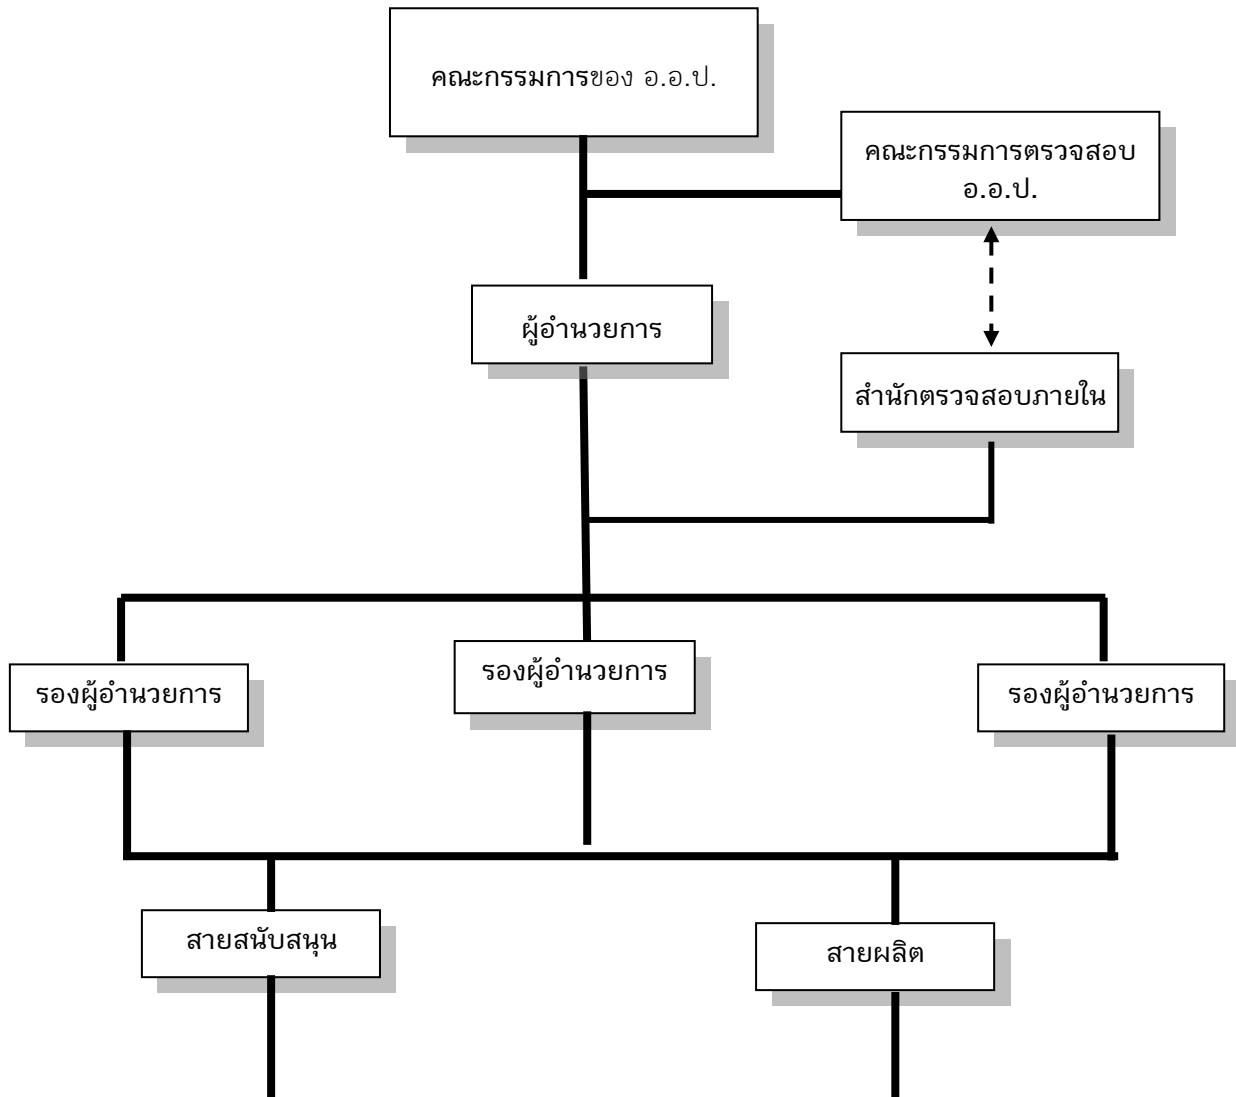 คณะกรรมการของ อ.อ.ป.
คณะกรรมการตรวจสอบ
อ.อ.ป.
ผู้อำนวยการ
สำนักตรวจสอบภายใน
รองผู้อำนวยการ
รองผู้อำนวยการ
รองผู้อำนวยการ
สายสนับสนุน
สายผลิต